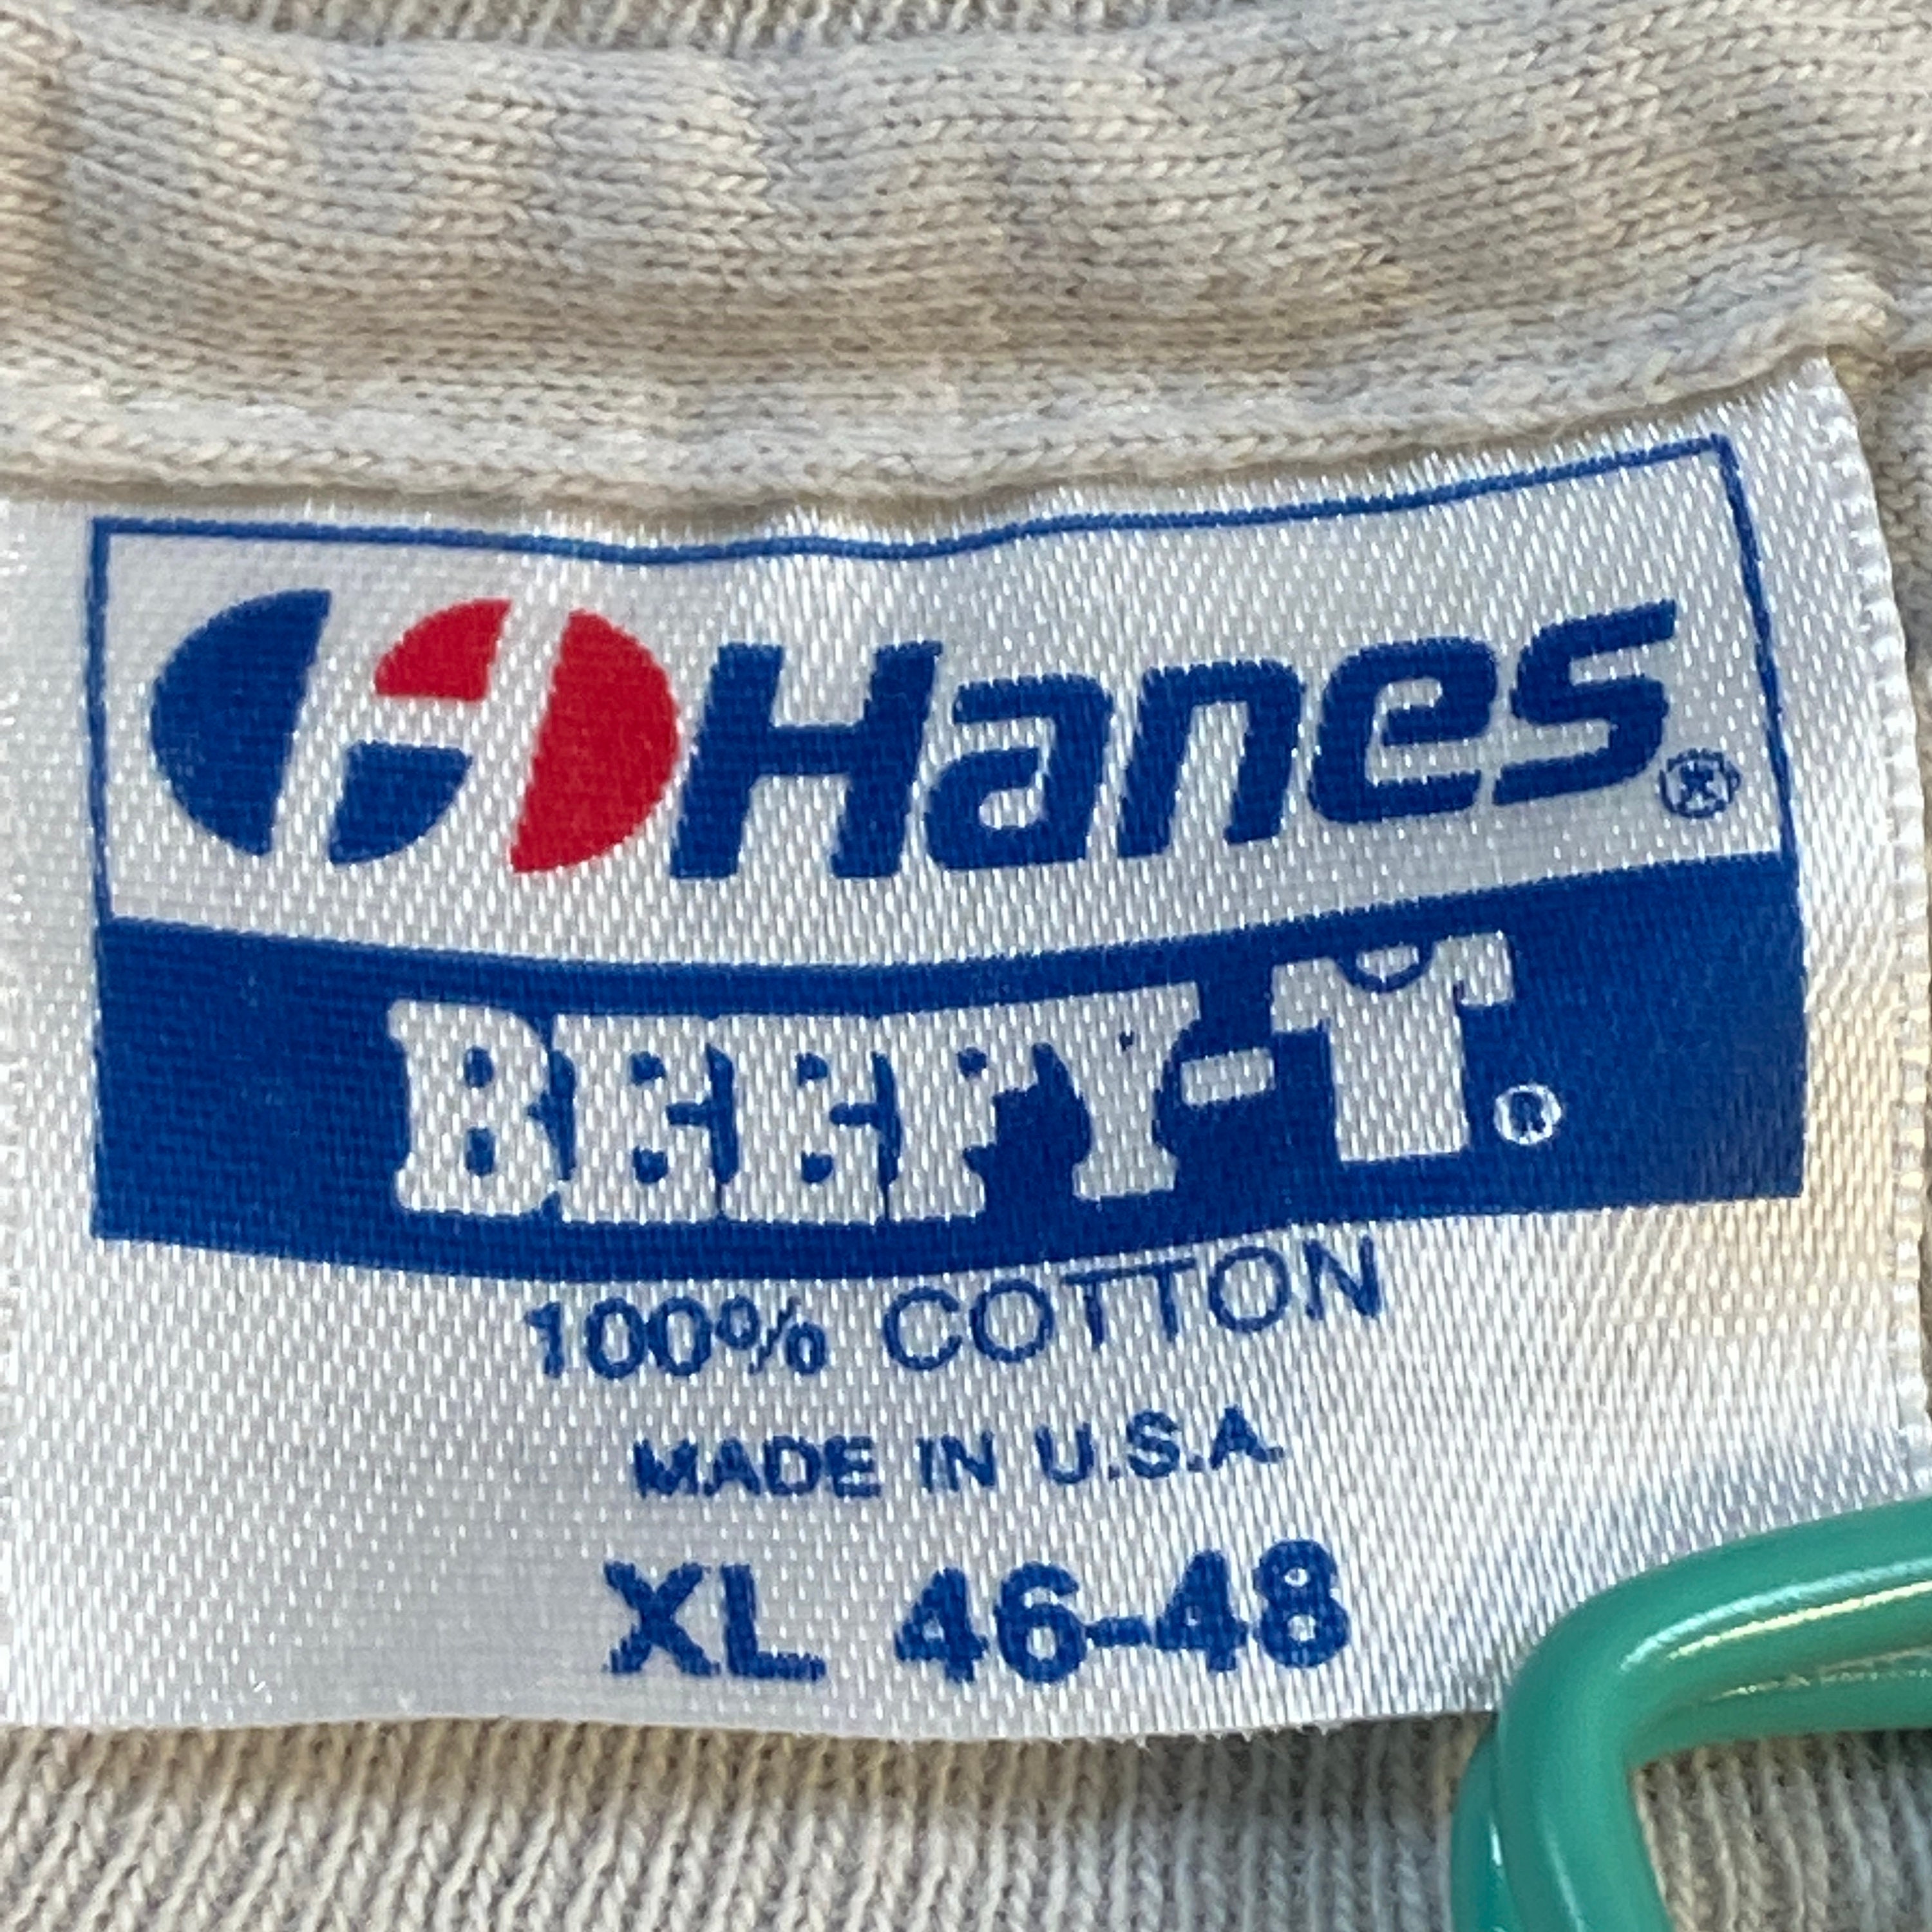 Hanes®
BEEFY-T®
100% COTTON
MADE IN U.S.A.
XL 46-48